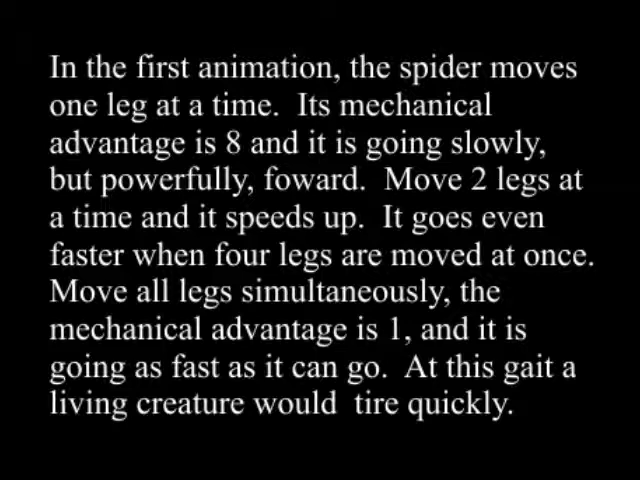 In the first animation, the spider moves
one leg at a time.  Its mechanical
advantage is 8 and it is going slowly,
but powerfully, foward.  Move 2 legs at
a time and it speeds up.  It goes even
faster when four legs are moved at once.
Move all legs simultaneously, the
mechanical advantage is 1, and it is
going as fast as it can go.  At this gait a
living creature would  tire quickly.